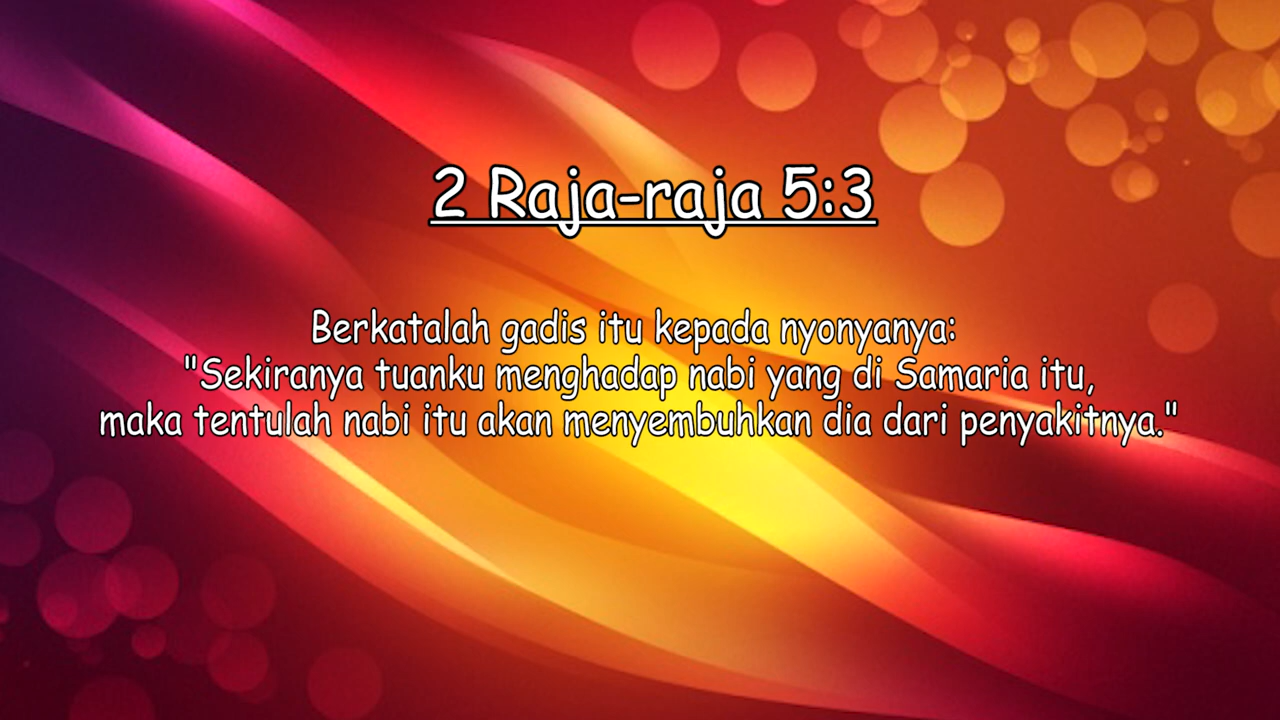 2 Raja-raja 5:3
Berkatalah gadis itu kepada nyonyanya:
"Sekiranya tuanku menghadap nabi yang di Samaria itu,
maka tentulah nabi itu akan menyembuhkan dia dari penyakitnya."